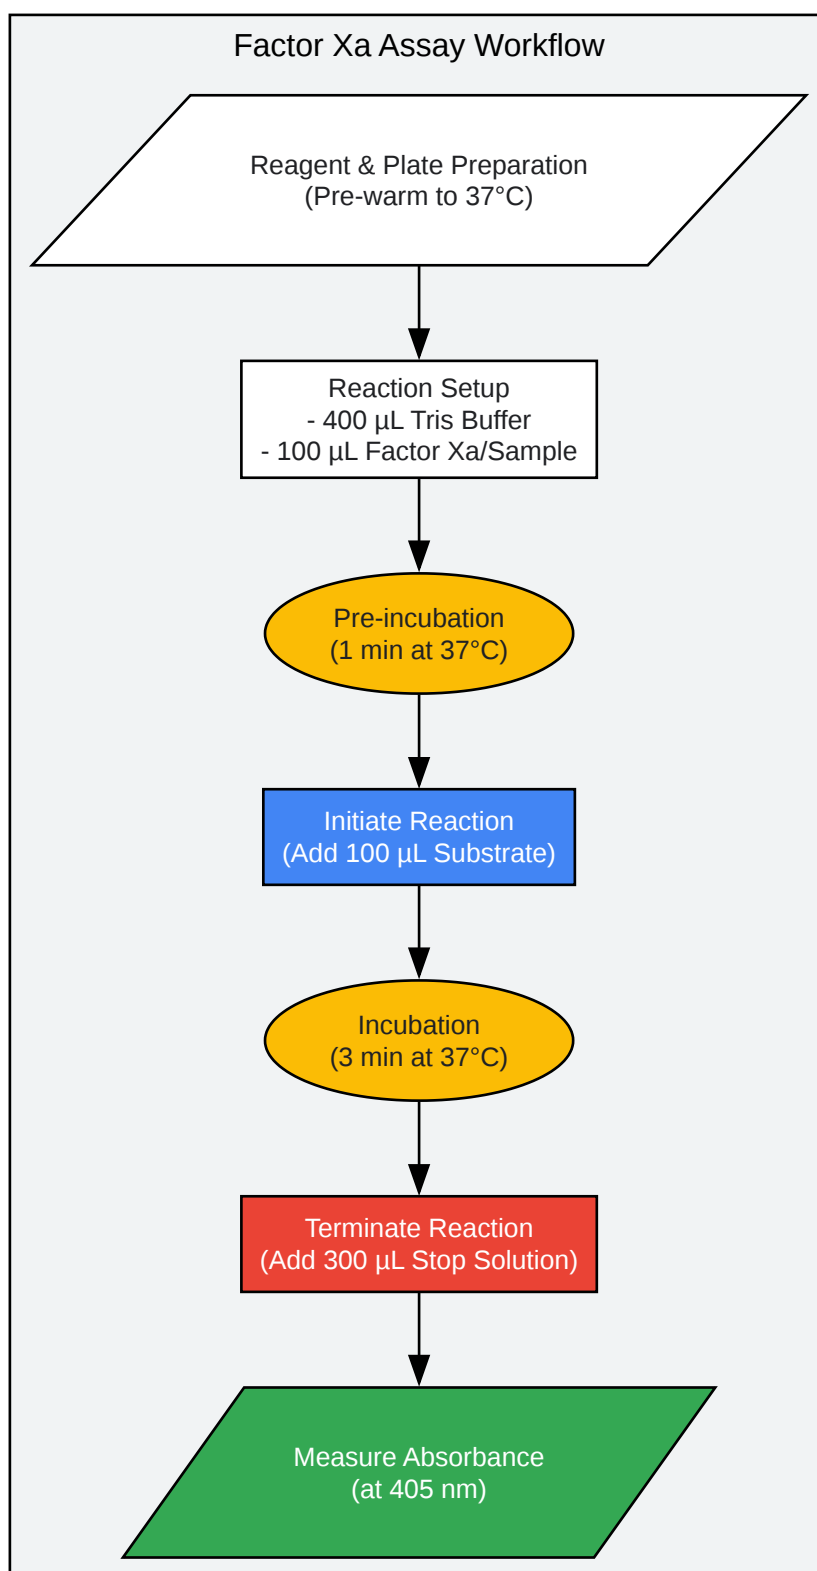 Factor Xa Assay Workflow
Reagent & Plate Preparation
(Pre-warm to 37°C)
Reaction Setup
- 400 µL Tris Buffer
- 100 µL Factor Xa/Sample
Pre-incubation
(1 min at 37°C)
Initiate Reaction
(Add 100 µL Substrate)
Incubation
(3 min at 37°C)
Terminate Reaction
(Add 300 µL Stop Solution)
Measure Absorbance
(at 405 nm)